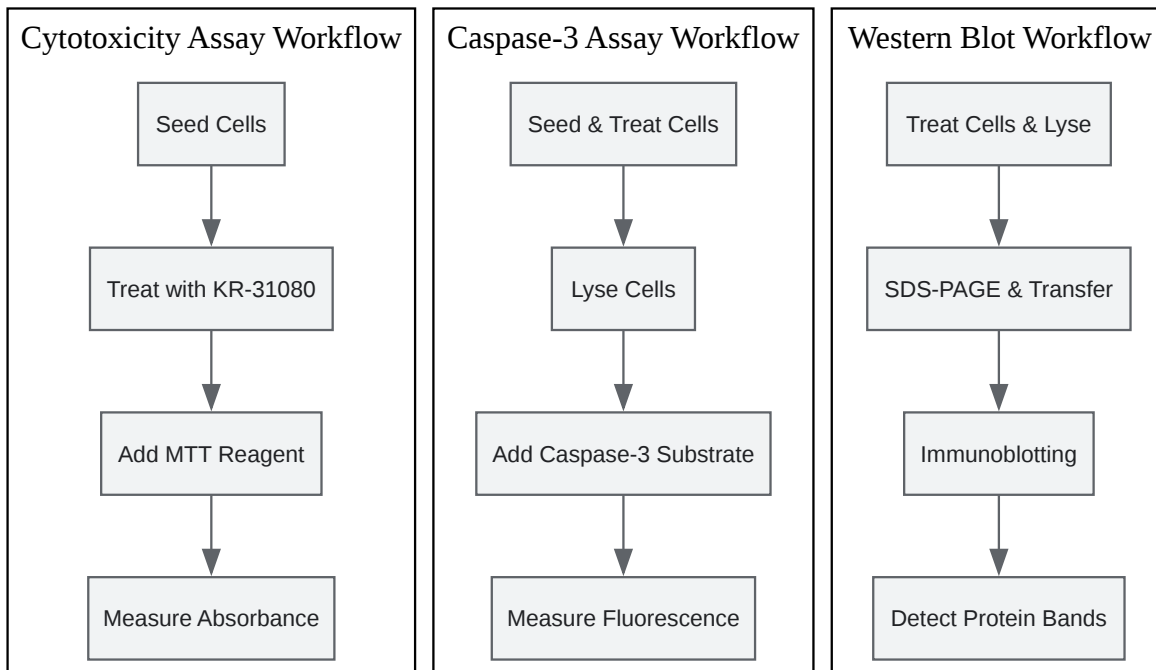 Cytotoxicity Assay Workflow
Seed Cells
Treat with KR-31080
Add MTT Reagent
Measure Absorbance
Caspase-3 Assay Workflow
Seed & Treat Cells
Lyse Cells
Add Caspase-3 Substrate
Measure Fluorescence
Western Blot Workflow
Treat Cells & Lyse
SDS-PAGE & Transfer
Immunoblotting
Detect Protein Bands